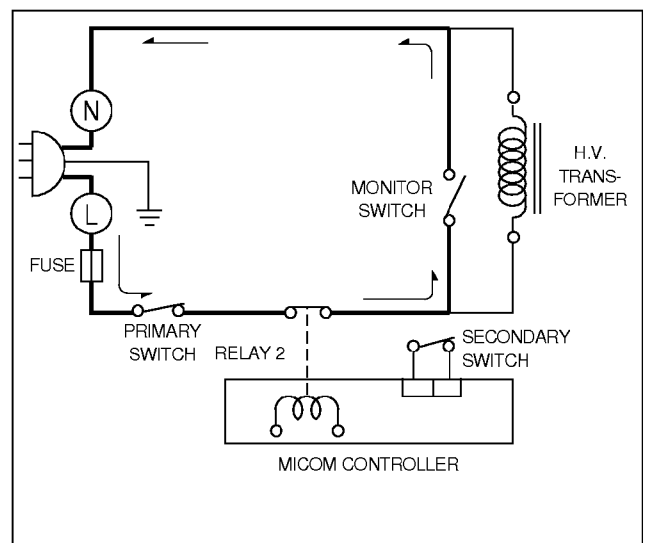 N
L
FUSE
MONITOR
SWITCH
H.V.
TRANS-
FORMER
PRIMARY
SWITCH
RELAY 2
SECONDARY
SWITCH
MICOM CONTROLLER